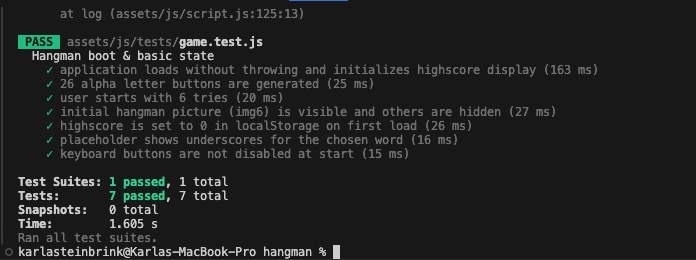 at log (assets/js/script.js:125:13)
PASS assets/js/tests/game.test.js
Hangman boot & basic state
✓ application loads without throwing and initializes highscore display (163 ms)
✓ 26 alpha letter buttons are generated (25 ms)
✓ user starts with 6 tries (20 ms)
✓ initial hangman picture (img6) is visible and others are hidden (27 ms)
✓ highscore is set to 0 in localStorage on first load (26 ms)
✓ placeholder shows underscores for the chosen word (16 ms)
✓ keyboard buttons are not disabled at start (15 ms)
Test Suites: 1 passed, 1 total
Tests: 7 passed, 7 total
Snapshots: 0 total
Time: 1.605 s
Ran all test suites.
karlasteinbrink@Karlas-MacBook-Pro hangman %